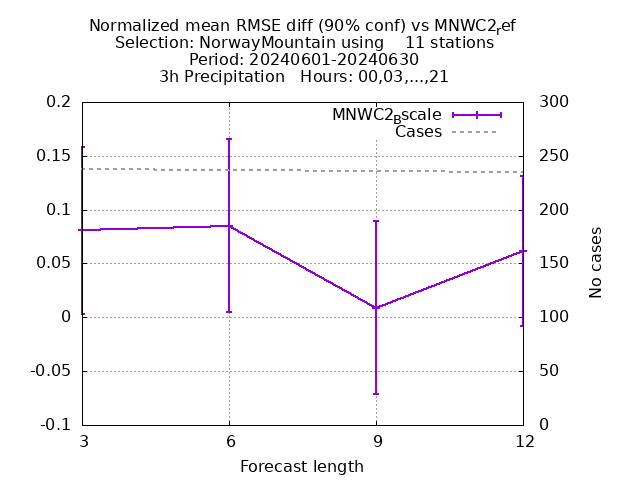 Normalized mean RMSE diff (90% conf) vs MNWC2ref
Selection: NorwayMountain using 11 stations
Period: 20240601-20240630
3h Precipitation Hours: 00,03,...,21
0.2 300
MNWC2Bscale
Cases
0.15 250
0.1 200
0.05 150
0 100
-0.05 50
-0.1 0
No cases
3 6 9 12
Forecast length